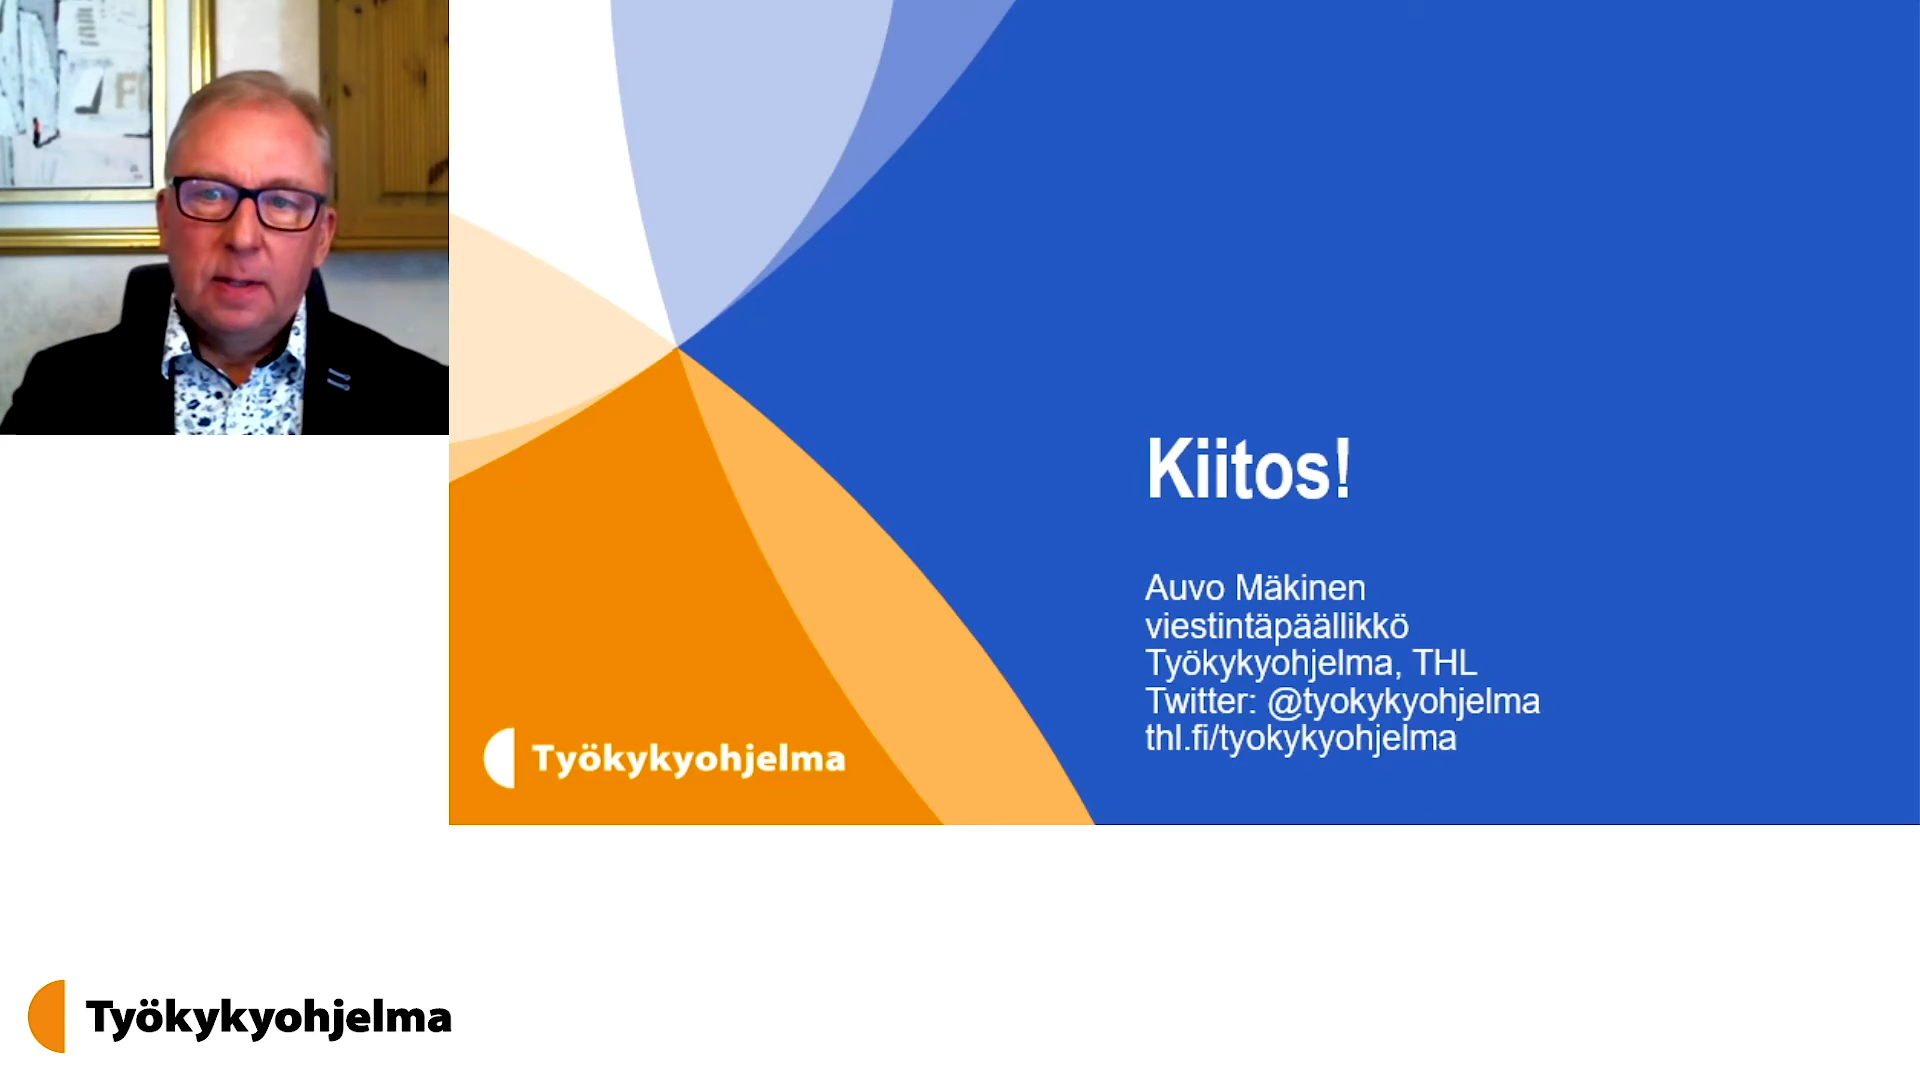 Kiitos!
Auvo Mäkinen
viestintäpäällikkö
Työkykyohjelma, THL
Twitter: @tyokykyohjelma
thl.fi/tyokykyohjelma
Työkykyohjelma
Työkykyohjelma